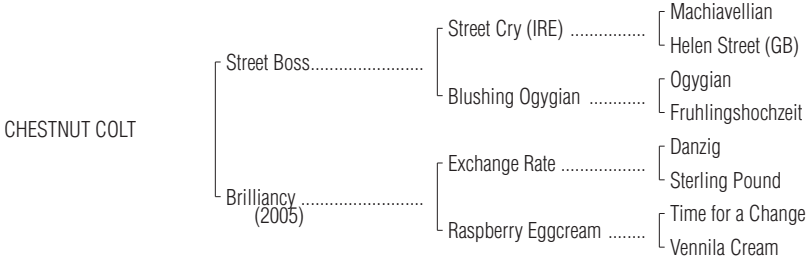 Machiavellian
Street Cry (IRE) ................
Helen Street (GB)
Street Boss........................
Ogygian
Blushing Ogygian ............
Fruhlingshochzeit
CHESTNUT COLT
Danzig
Exchange Rate ..................
Sterling Pound
Brilliancy ..........................
(2005)
Time for a Change
Raspberry Eggcream ........
Vennila Cream